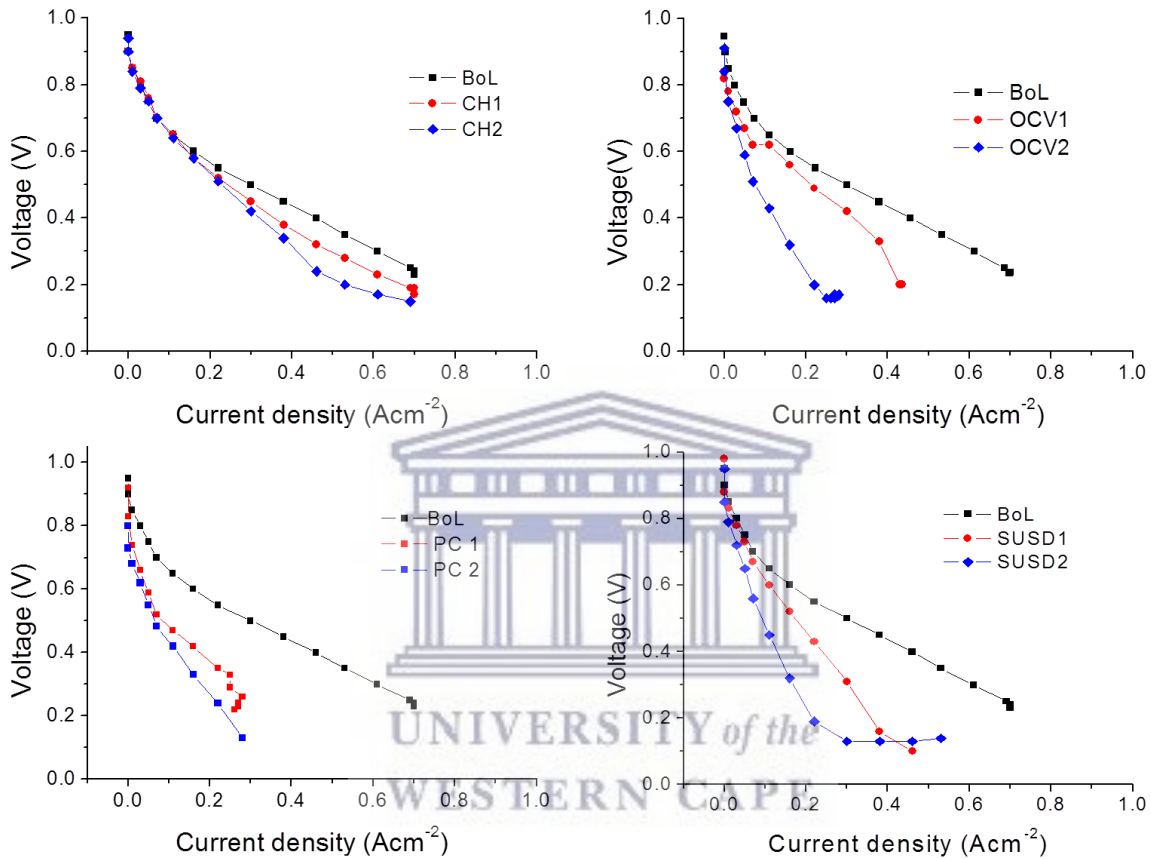 1.0
0.8
0.6
0.4
0.2
0.0
Voltage (V)
BoL
CH1
CH2
0.0 0.2 0.4 0.6 0.8 1.0
Current density (Acm-2)
1.0
0.8
0.6
0.4
0.2
0.0
Voltage(V)
BoL
OCV1
OCV2
0.0 0.2 0.4 0.6 0.8 1.0
Current density (Acm-2)
1.0
0.8
0.6
0.4
0.2
0.0
Voltage (V)
BoL
PC 1
PC 2
0.0 0.2 0.4 0.6 0.8 1.0
Current density (Acm-2)
1.0
0.8
0.6
0.4
0.2
0.0
Voltage (V)
BoL
SUSD1
SUSD2
0.0 0.2 0.4 0.6 0.8 1.0
Current density (Acm-2)
UNIVERSITY of the
WESTERN CAPE